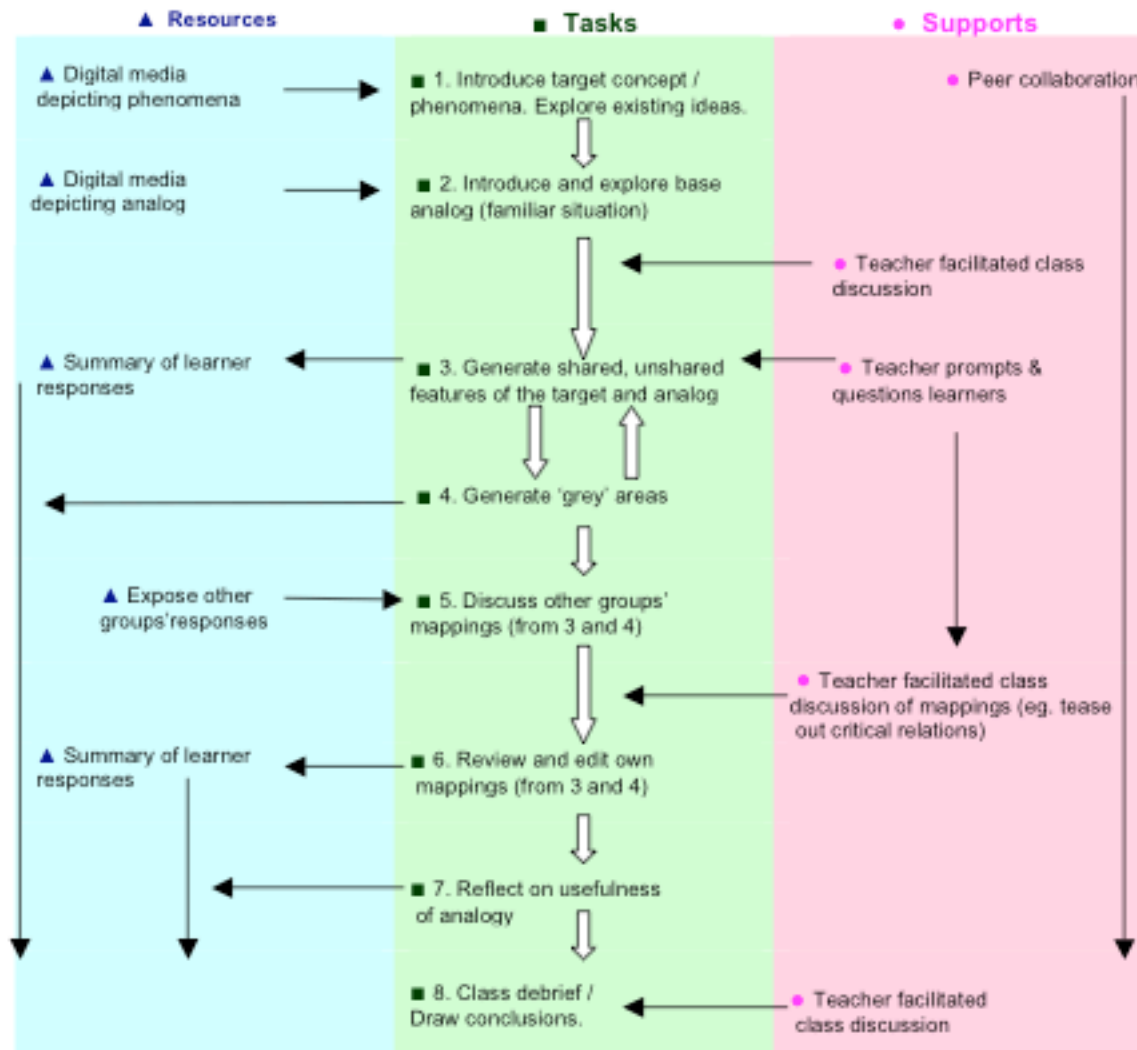 ▲ Resources
■ Tasks
● Supports
▲ Digital media
depicting phenomena
■ 1. Introduce target concept /
phenomena. Explore existing ideas.
● Peer collaboration
▲ Digital media
depicting analog
■ 2. Introduce and explore base
analog (familiar situation)
● Teacher facilitated class
discussion
▲ Summary of learner
responses
■ 3. Generate shared, unshared
features of the target and analog
● Teacher prompts &
questions learners
■ 4. Generate ‘grey’ areas
▲ Expose other
groups’responses
■ 5. Discuss other groups’
mappings (from 3 and 4)
● Teacher facilitated class
discussion of mappings (eg. tease
out critical relations)
▲ Summary of learner
responses
■ 6. Review and edit own
mappings (from 3 and 4)
■ 7. Reflect on usefulness
of analogy
■ 8. Class debrief /
Draw conclusions.
● Teacher facilitated
class discussion